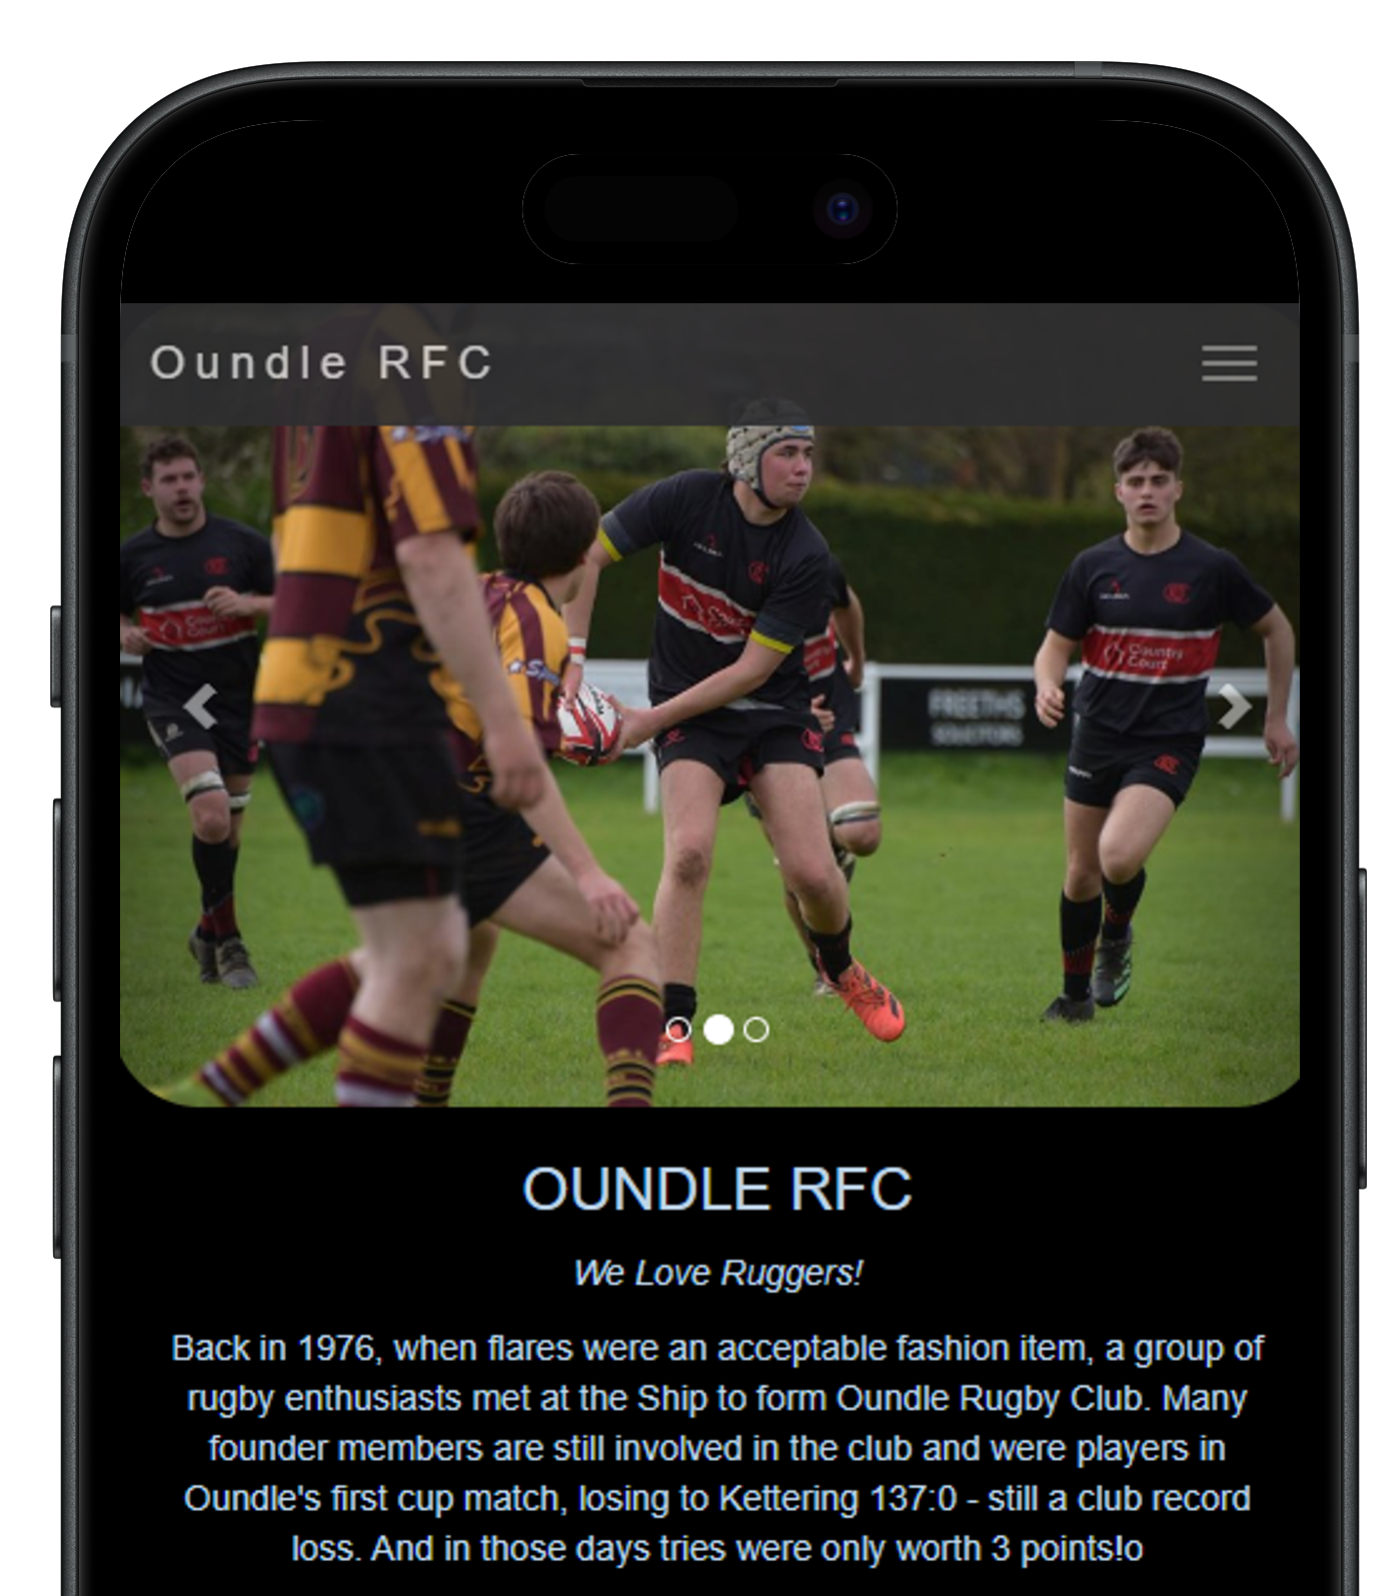 Oundle RFC
Country Court
FREETHS
SOLICITORS
OUNDLE RFC
We Love Ruggers!
Back in 1976, when flares were an acceptable fashion item, a group of
rugby enthusiasts met at the Ship to form Oundle Rugby Club. Many
founder members are still involved in the club and were players in
Oundle's first cup match, losing to Kettering 137:0 - still a club record
loss. And in those days tries were only worth 3 points!o